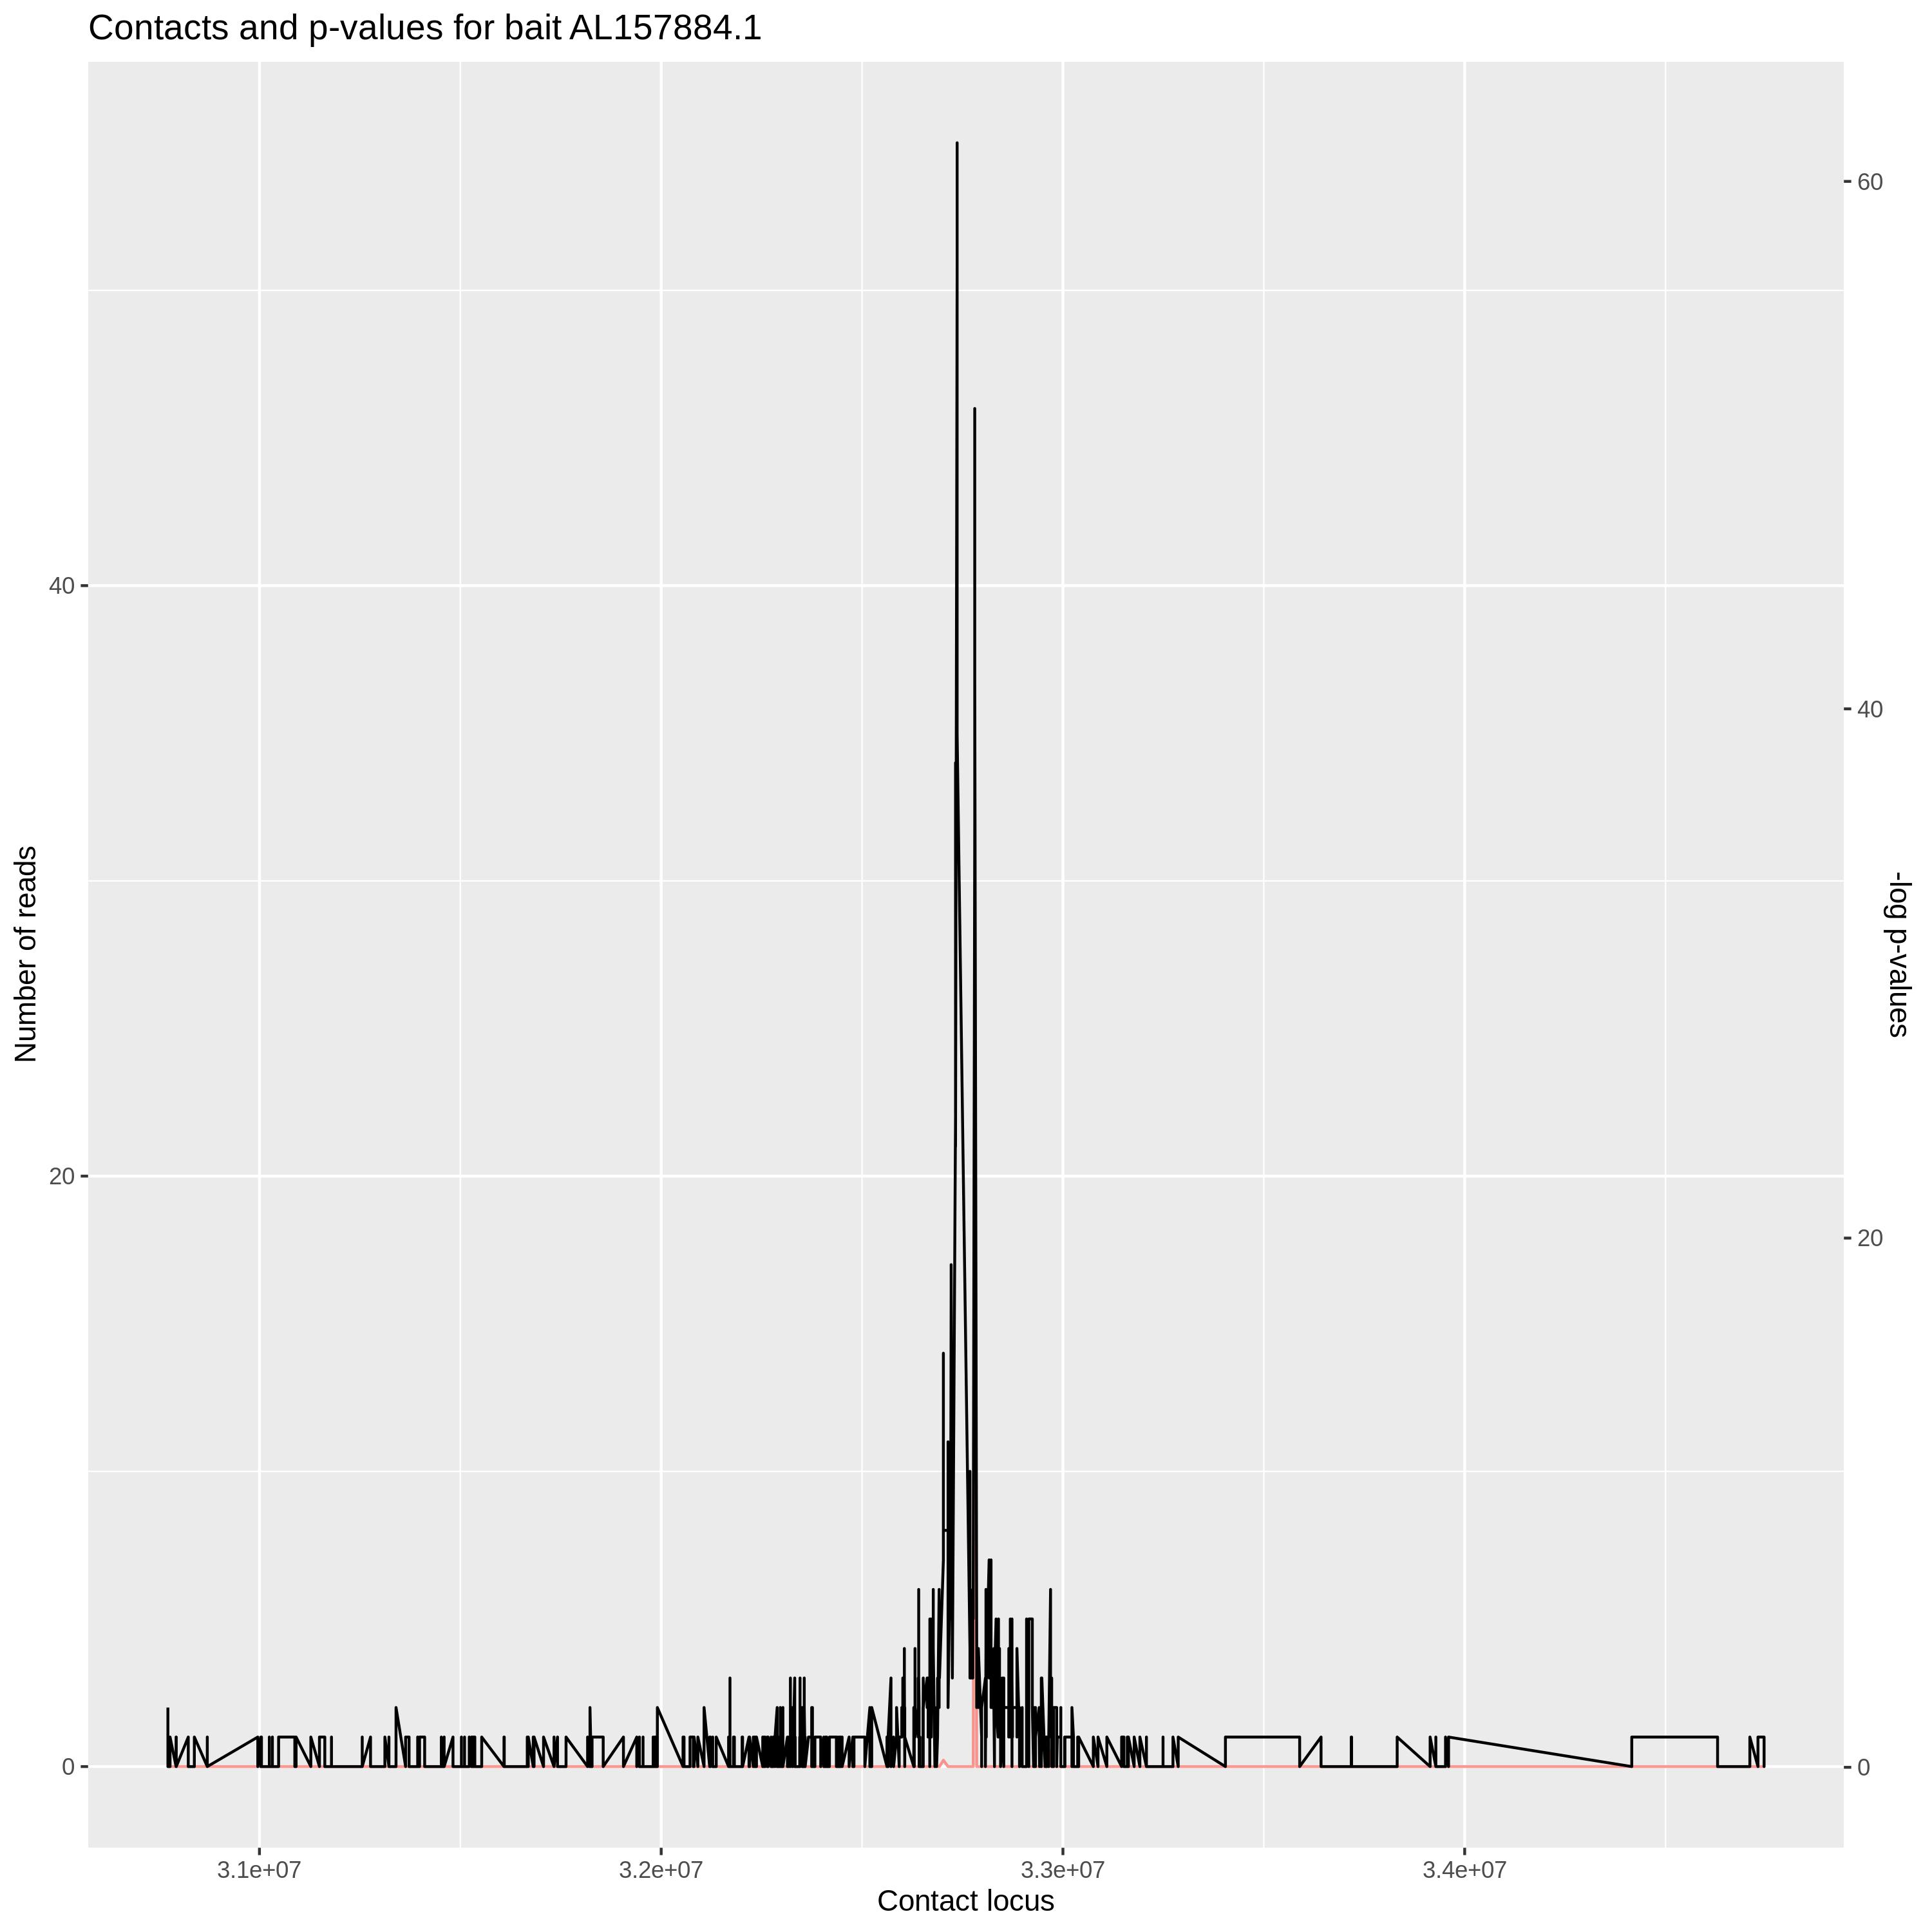 Contacts and p-values for bait AL157884.1
Number of reads
40
20
0
60
40
20
0
-log p-values
3.1e+07
3.2e+07
3.3e+07
3.4e+07
Contact locus